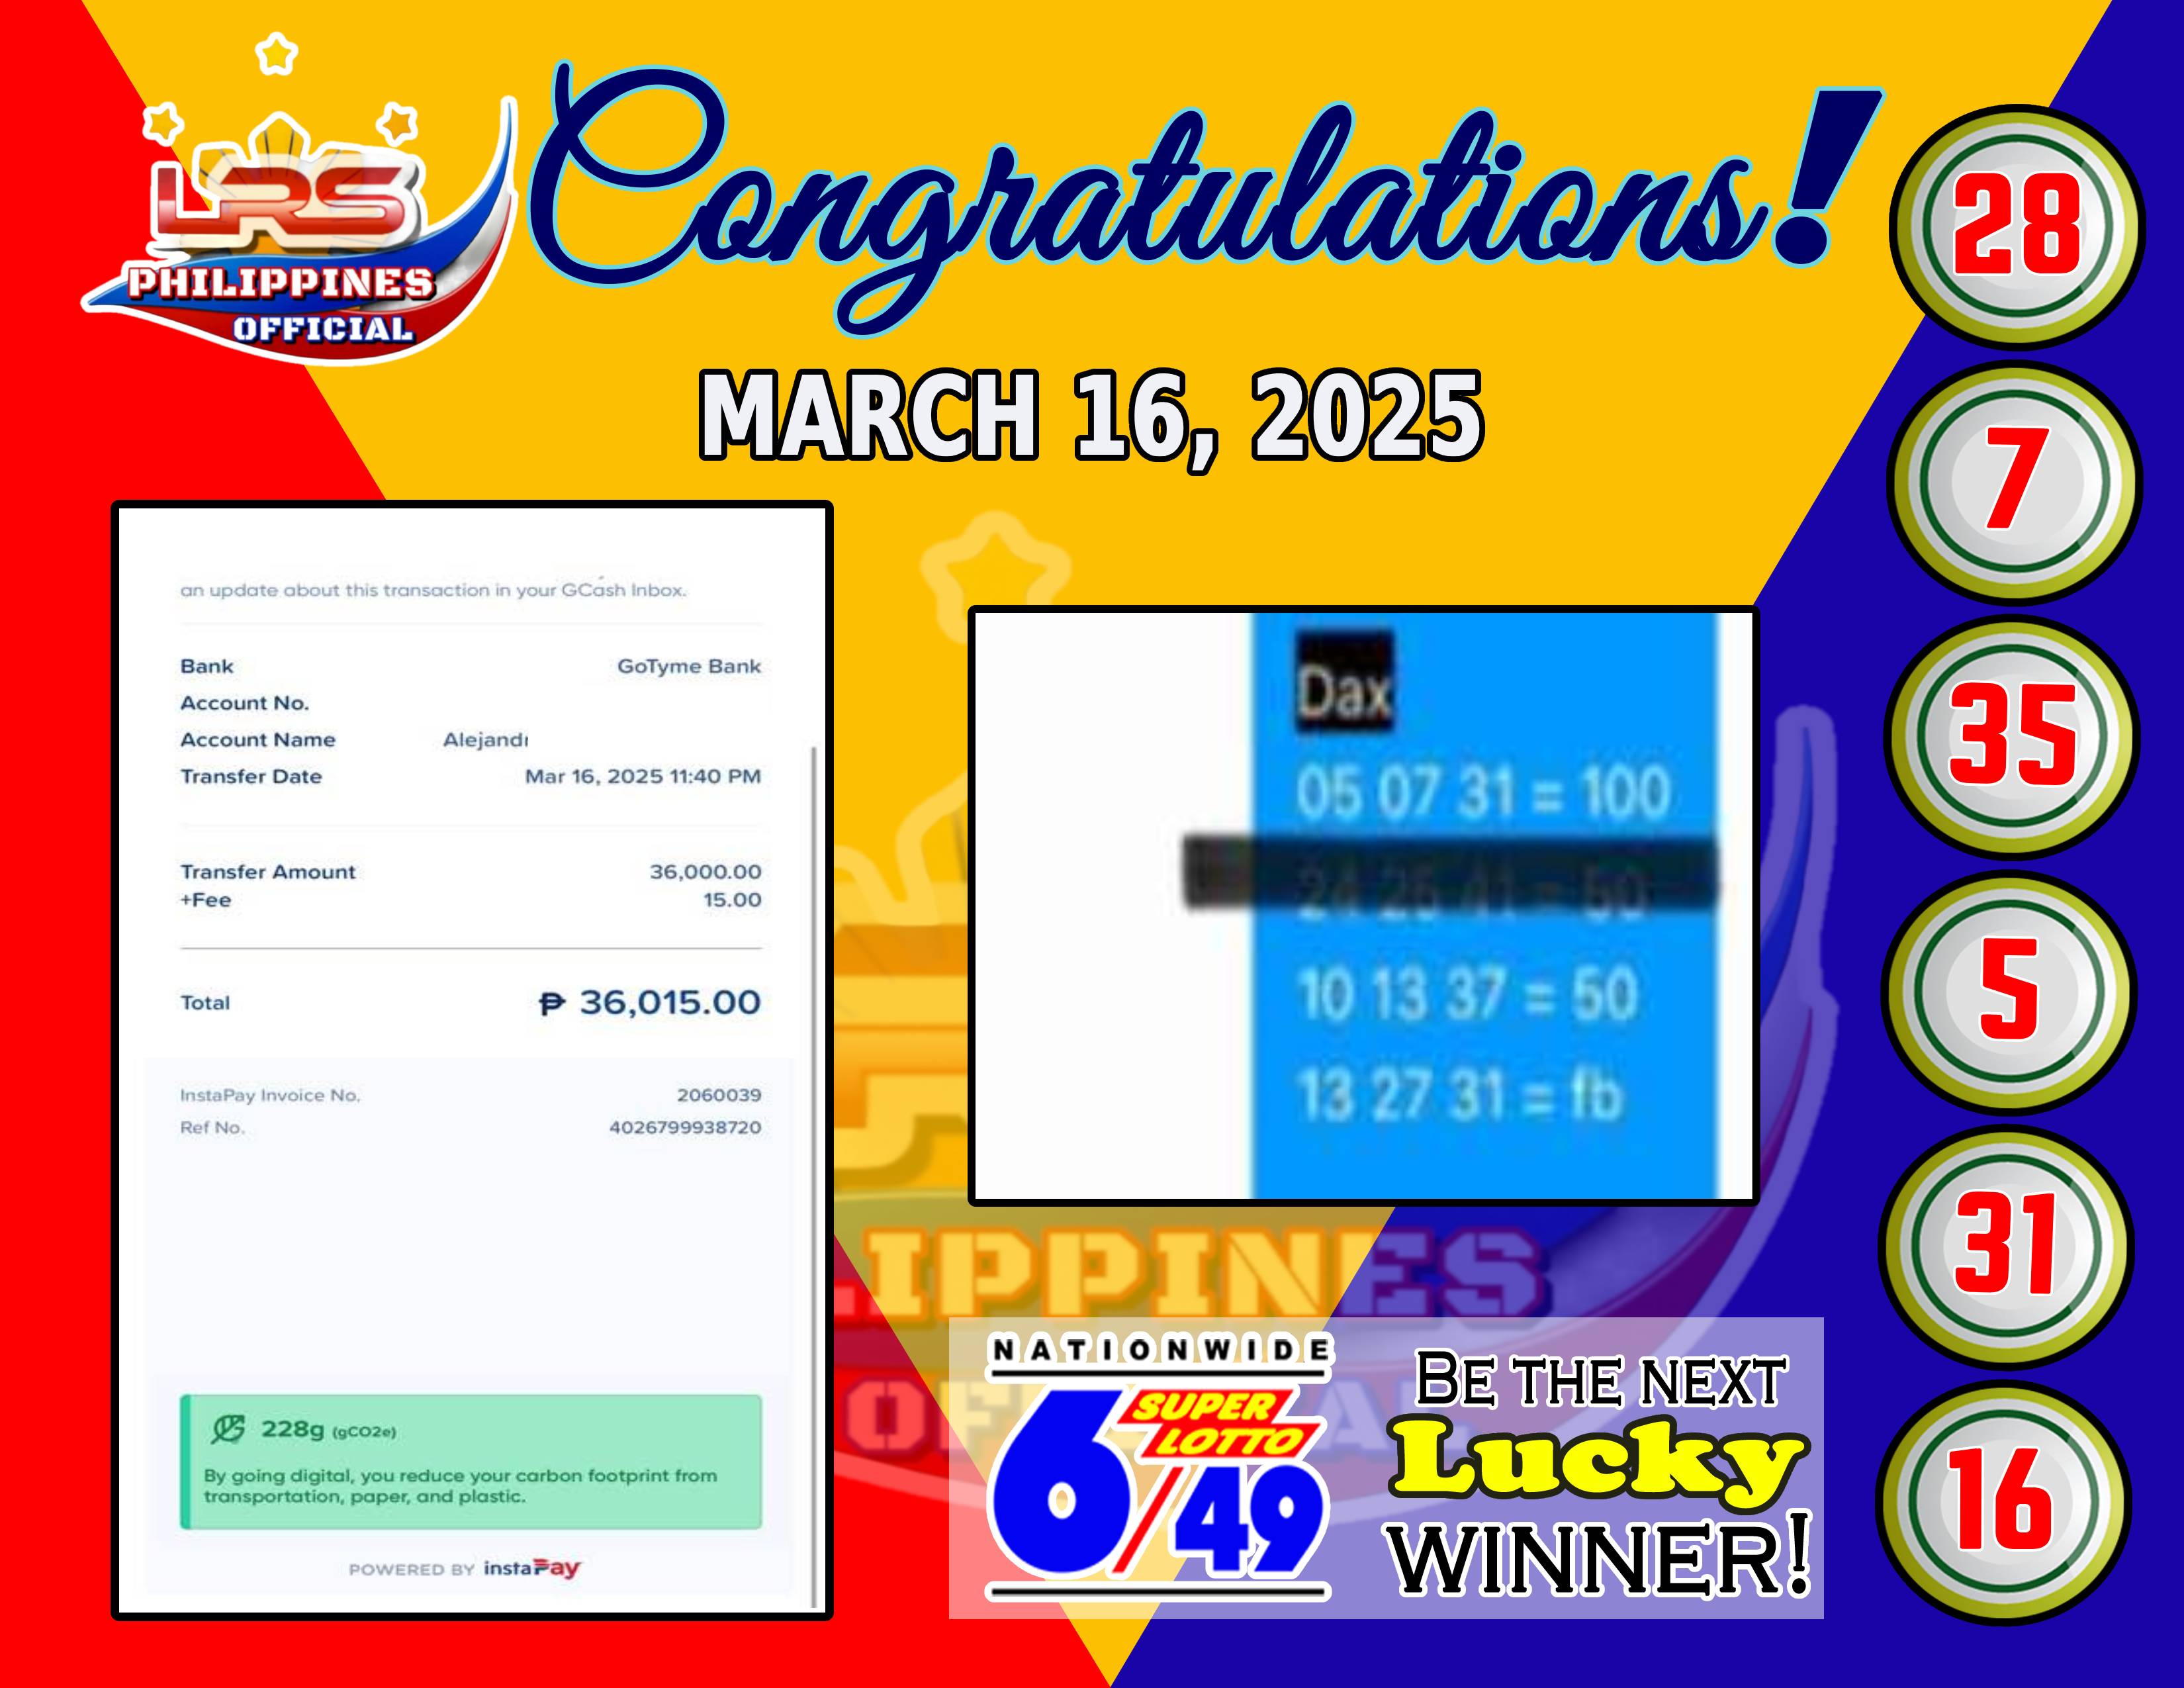 LRS
PHILIPPINES
OFFICIAL
Congratulations!
MARCH 16, 2025
an update about this transaction in your GCash Inbox.
Bank GoTyme Bank
Account No.
Account Name Alejandr
Transfer Date Mar 16, 2025 11:40 PM
Transfer Amount 36,000.00
+Fee 15.00
Total ₱ 36,015.00
InstaPay Invoice No. 2060039
Ref No. 4026799938720
228g (gCO2e)
By going digital, you reduce your carbon footprint from
transportation, paper, and plastic.
POWERED BY instaPay
Dax
05 07 31 = 100
24 25 41 = 50
10 13 37 = 50
13 27 31 = fb
LIPPINES
NATIONWIDE
6/49
SUPER
LOTTO
BE THE NEXT
Lucky
WINNER!
28
7
35
5
31
16